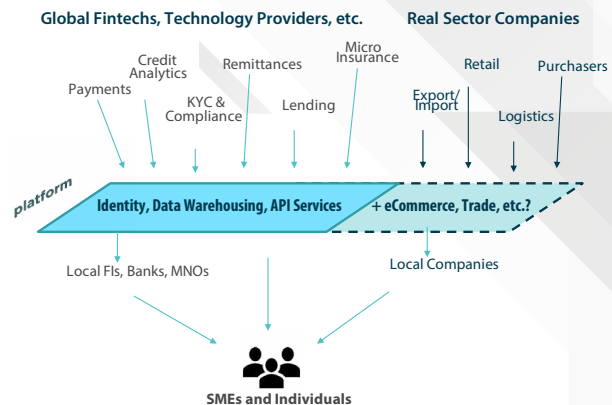 Global Fintechs, Technology Providers, etc.
Real Sector Companies
Payments
Credit
Analytics
KYC &
Compliance
Remittances
Lending
Micro
Insurance
Export/
Import
Retail
Logistics
Purchasers
platform
Identity, Data Warehousing, API Services
+ eCommerce, Trade, etc.?
Local FIs, Banks, MNOs
Local Companies
SMEs and Individuals